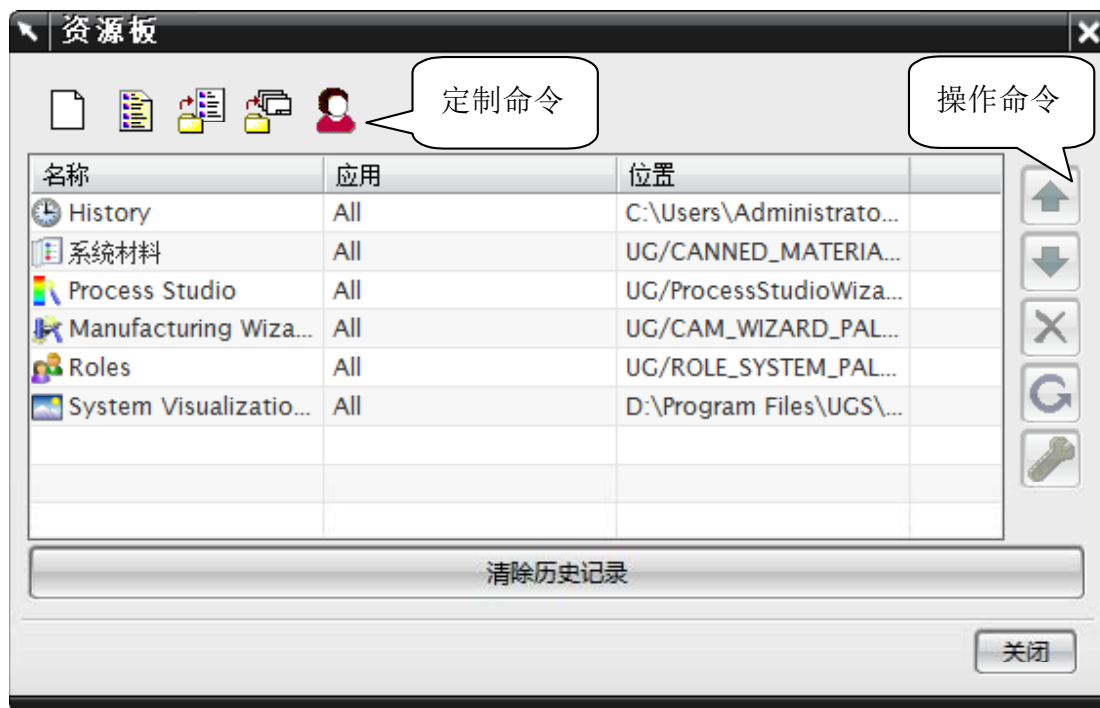 资源板
定制命令
操作命令
名称 应用 位置
History All C:\Users\Administrato...
系统材料 All UG/CANNED_MATERIA...
Process Studio All UG/ProcessStudioWiza...
Manufacturing Wiza... All UG/CAM_WIZARD_PAL...
Roles All UG/ROLE_SYSTEM_PAL...
System Visualizatio... All D:\Program Files\UGS\...
清除历史记录
关闭